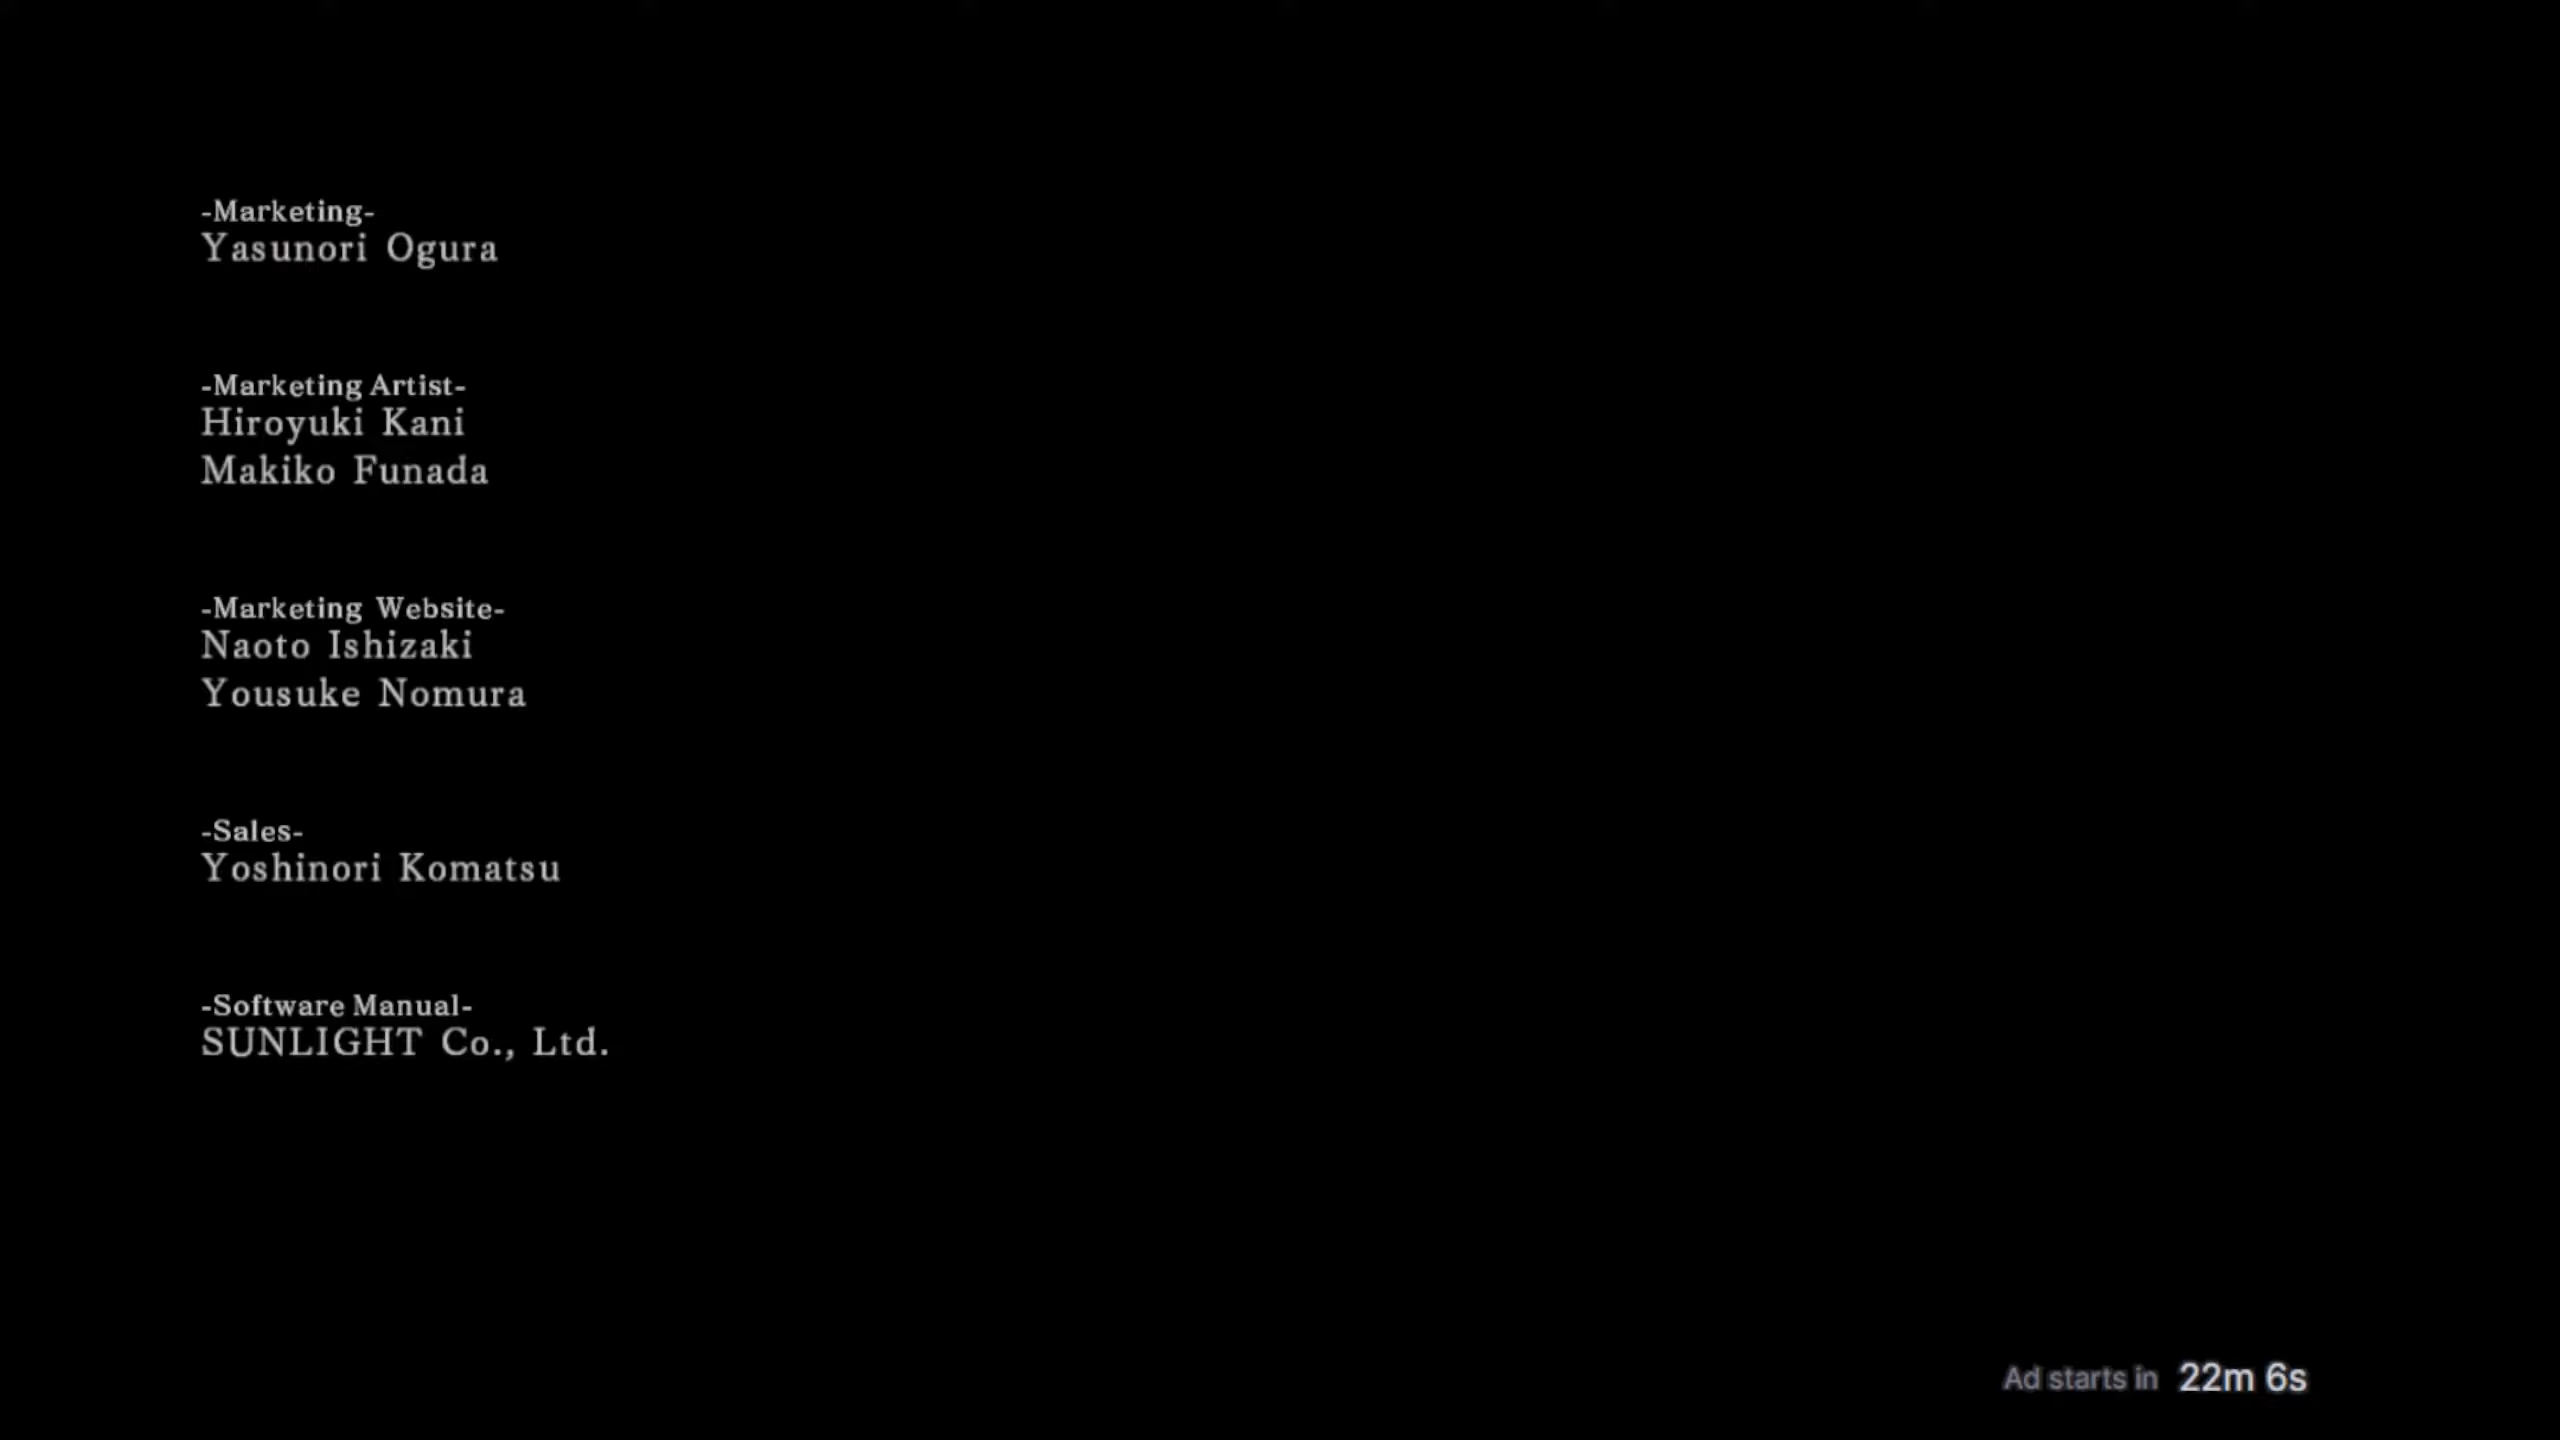 -Marketing-
Yasunori Ogura
-Marketing Artist-
Hiroyuki Kani
Makiko Funada
-Marketing Website-
Naoto Ishizaki
Yousuke Nomura
-Sales-
Yoshinori Komatsu
-Software Manual-
SUNLIGHT Co., Ltd.
Ad starts in 22m 6s